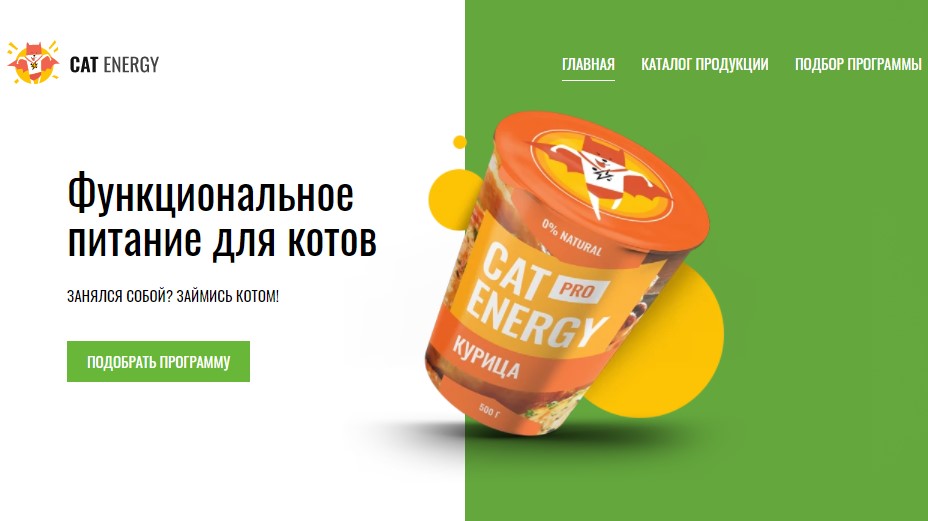 CAT ENERGY
ГЛАВНАЯ КАТАЛОГ ПРОДУКЦИИ ПОДБОР ПРОГРАММЫ
Функциональное
питание для котов
ЗАНЯЛСЯ СОБОЙ? ЗАЙМИСЬ КОТОМ!
ПОДОБРАТЬ ПРОГРАММУ
0% NATURAL
CAT PRO
ENERGY
КУРИЦА
500 Г